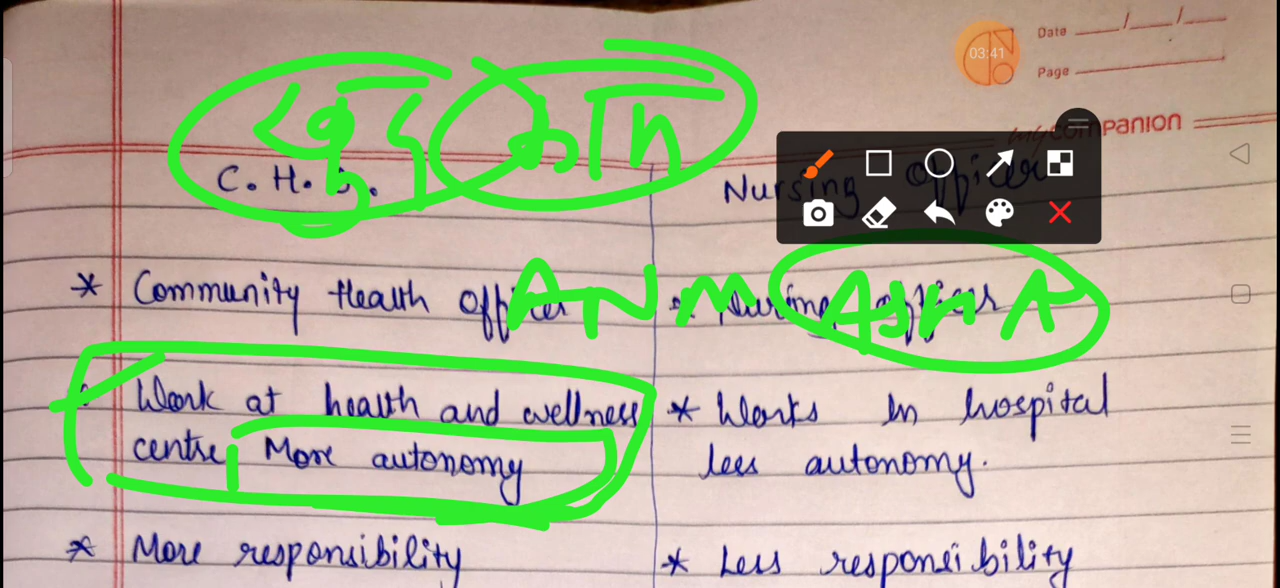 Date
03:41
Page
companion
C. H. O.
Nursing officer
* Community Health officer
* Nursing officer
ANM ASHA
Work at health and wellness
centre More autonomy
* Works in hospital
less autonomy.
* More responsibility
* Less responsibility